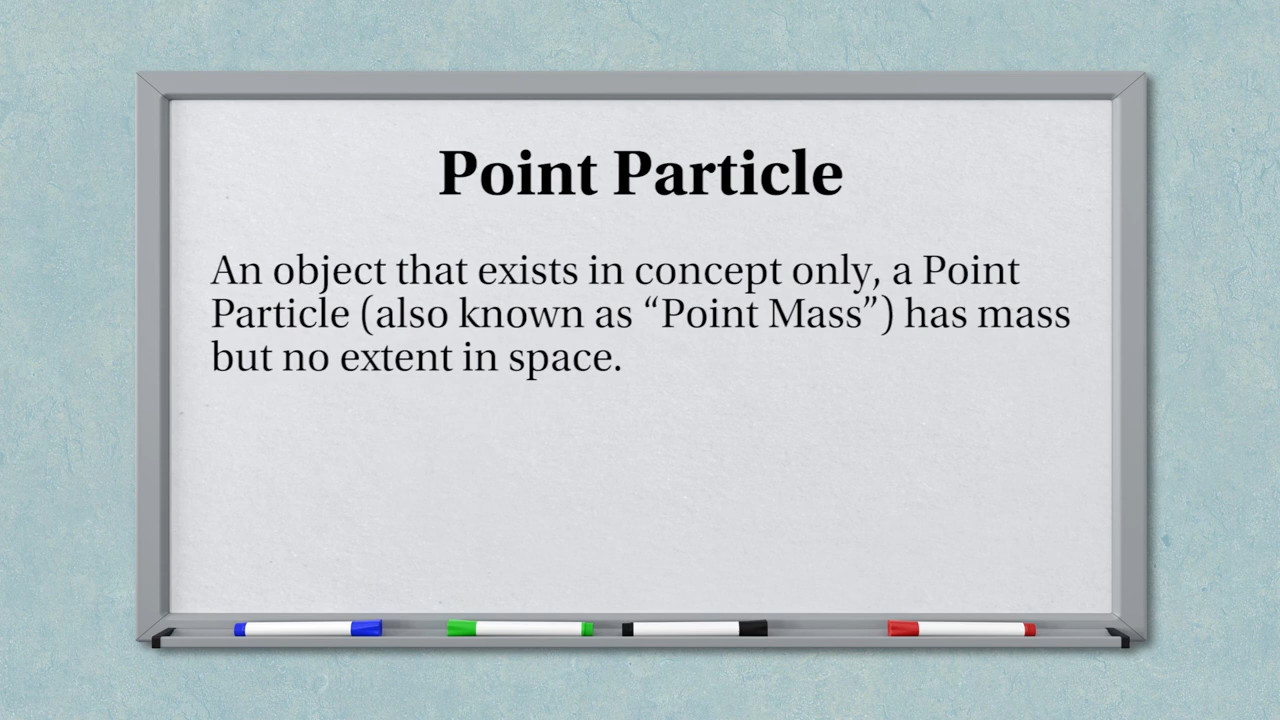 Point Particle
An object that exists in concept only, a Point
Particle (also known as “Point Mass”) has mass
but no extent in space.